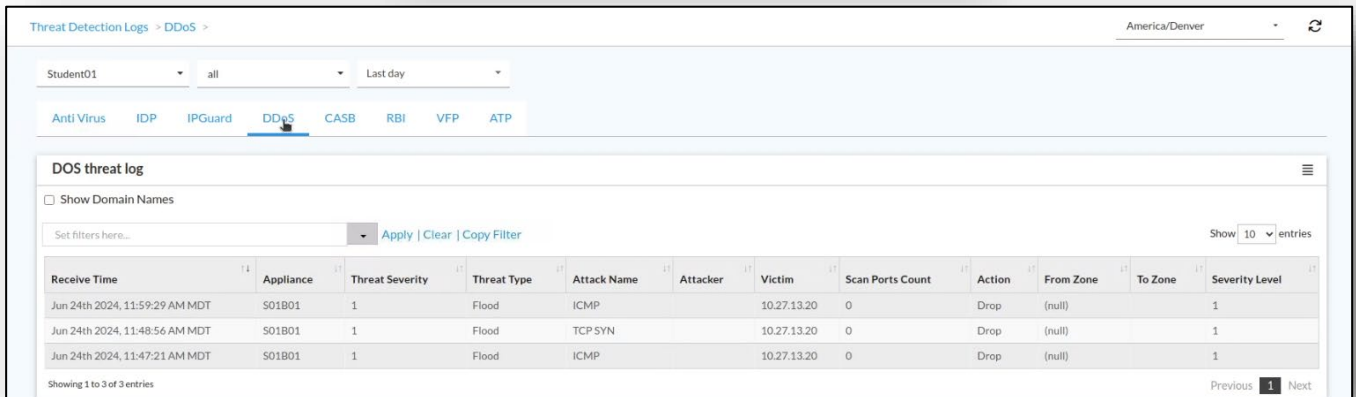 Threat Detection Logs > DDoS >
America/Denver
Student01 all Last day
Anti Virus IDP IPGuard DDoS CASB RBI VFP ATP
DOS threat log
Show Domain Names
Set filters here... Apply | Clear | Copy Filter Show 10 entries
Receive Time Appliance Threat Severity Threat Type Attack Name Attacker Victim Scan Ports Count Action From Zone To Zone Severity Level
Jun 24th 2024, 11:59:29 AM MDT S01B01 1 Flood ICMP 10.27.13.20 0 Drop (null) 1
Jun 24th 2024, 11:48:56 AM MDT S01B01 1 Flood TCP SYN 10.27.13.20 0 Drop (null) 1
Jun 24th 2024, 11:47:21 AM MDT S01B01 1 Flood ICMP 10.27.13.20 0 Drop (null) 1
Showing 1 to 3 of 3 entries Previous 1 Next